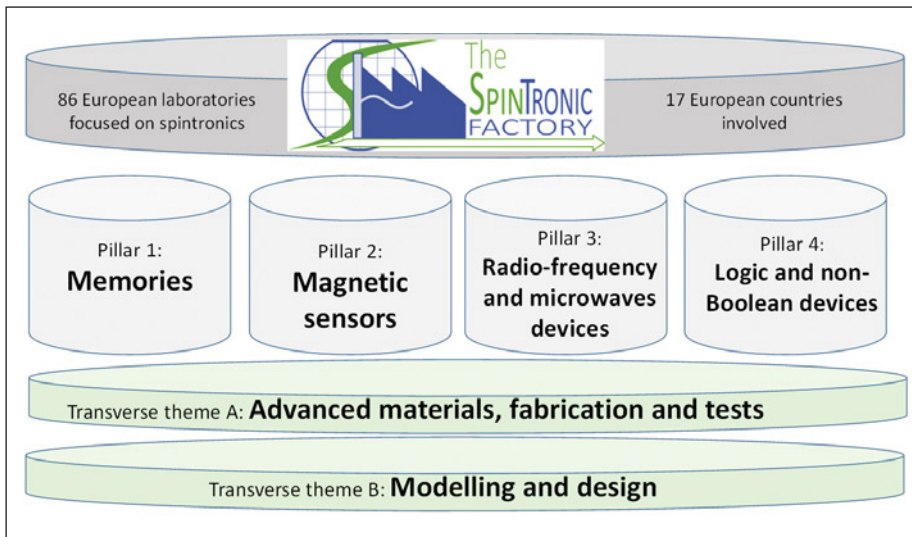 86 European laboratories
focused on spintronics
The
SPINTRONIC
FACTORY
17 European countries
involved
Pillar 1:
Memories
Pillar 2:
Magnetic
sensors
Pillar 3:
Radio-frequency
and microwaves
devices
Pillar 4:
Logic and non-
Boolean devices
Transverse theme A: Advanced materials, fabrication and tests
Transverse theme B: Modelling and design